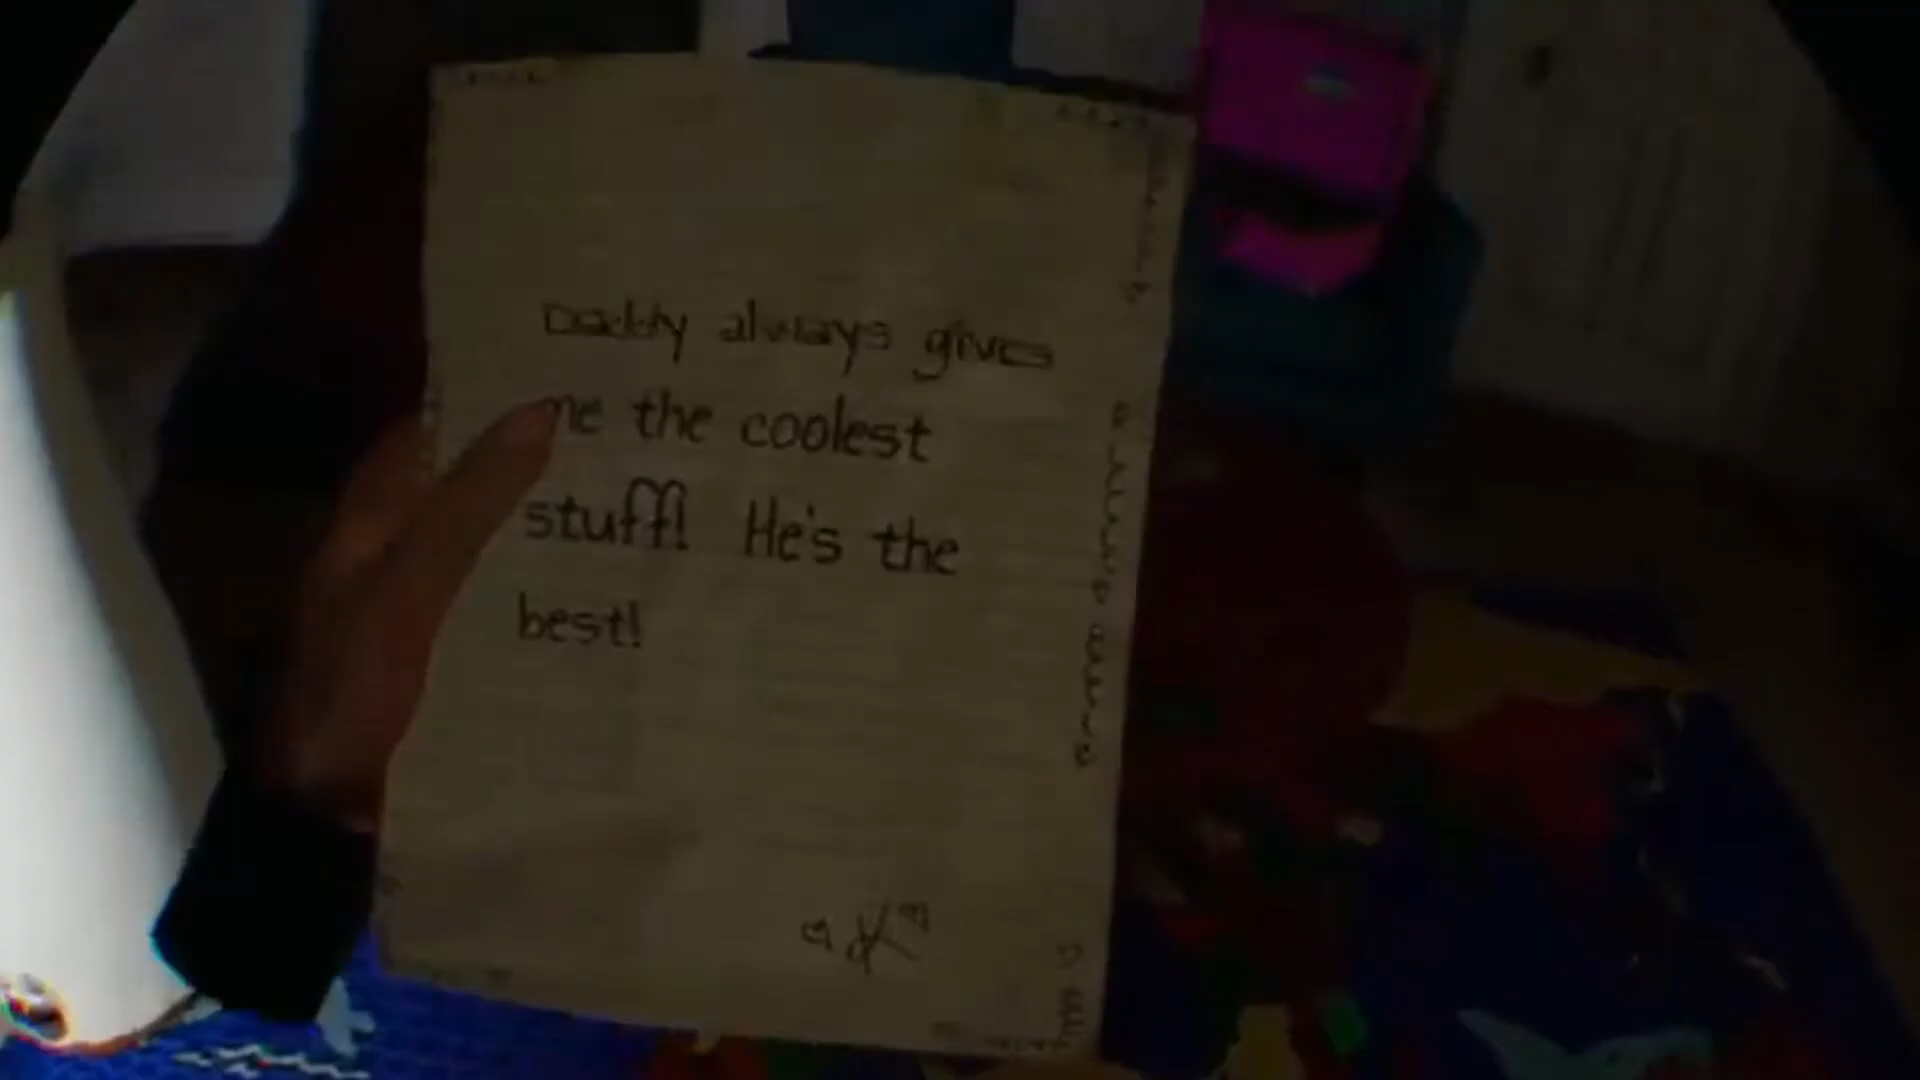 Daddy always gives
me the coolest
stuff! He's the
best!